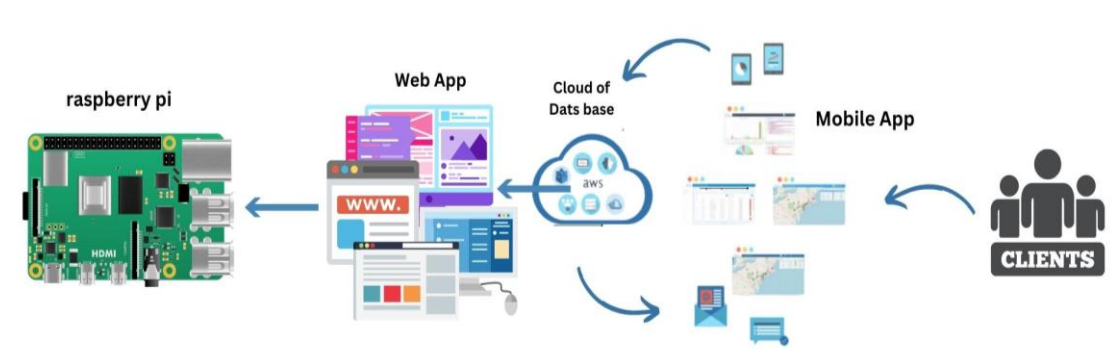 raspberry pi
HDMI
Web App
WWW.
Cloud of
Dats base
aws
Mobile App
CLIENTS